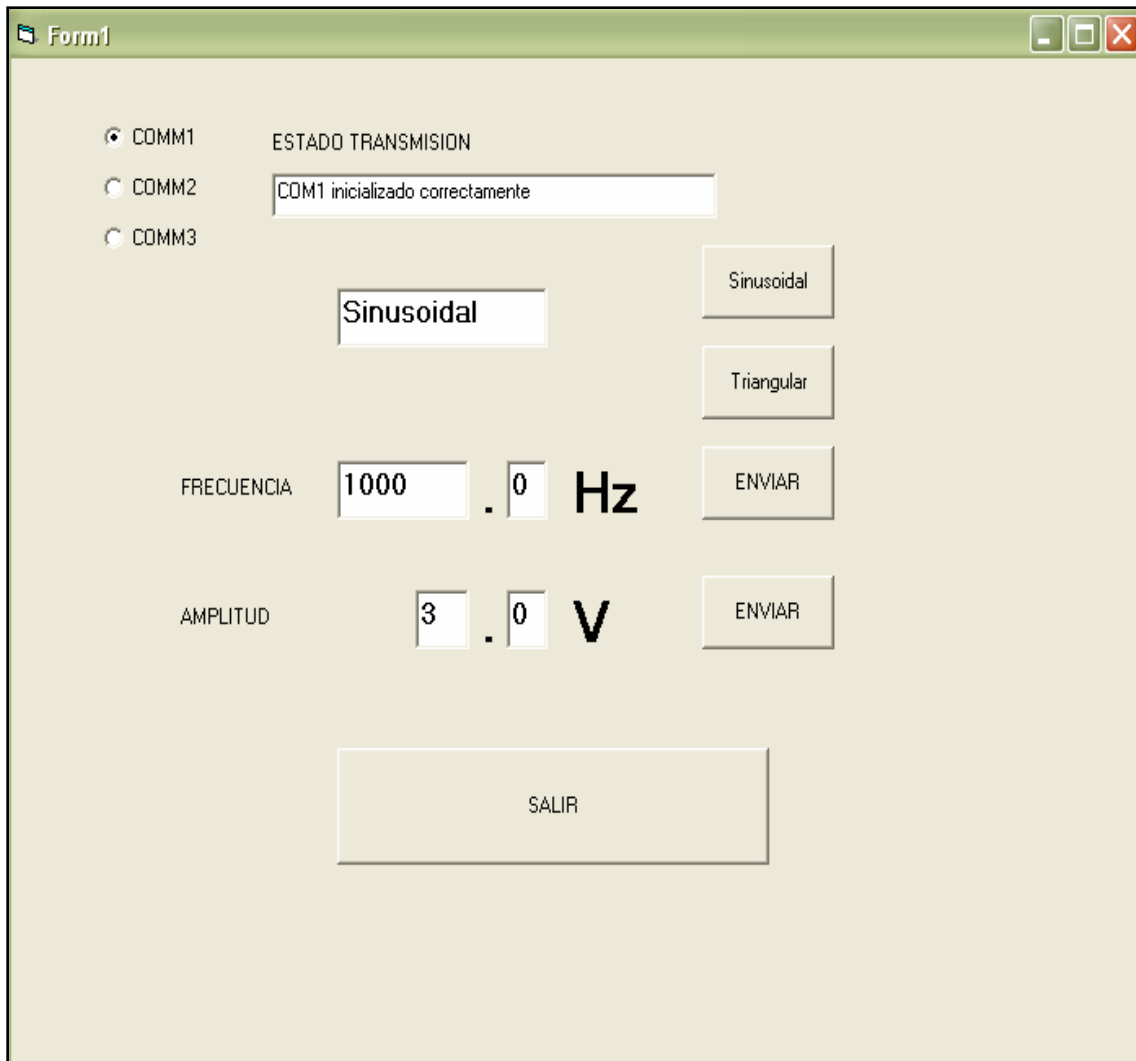 Form1
COMM1
ESTADO TRANSMISION
COMM2
COM1 inicializado correctamente
COMM3
Sinusoidal
Sinusoidal
Triangular
FRECUENCIA 1000 . 0 Hz ENVIAR
AMPLITUD 3 . 0 V ENVIAR
SALIR